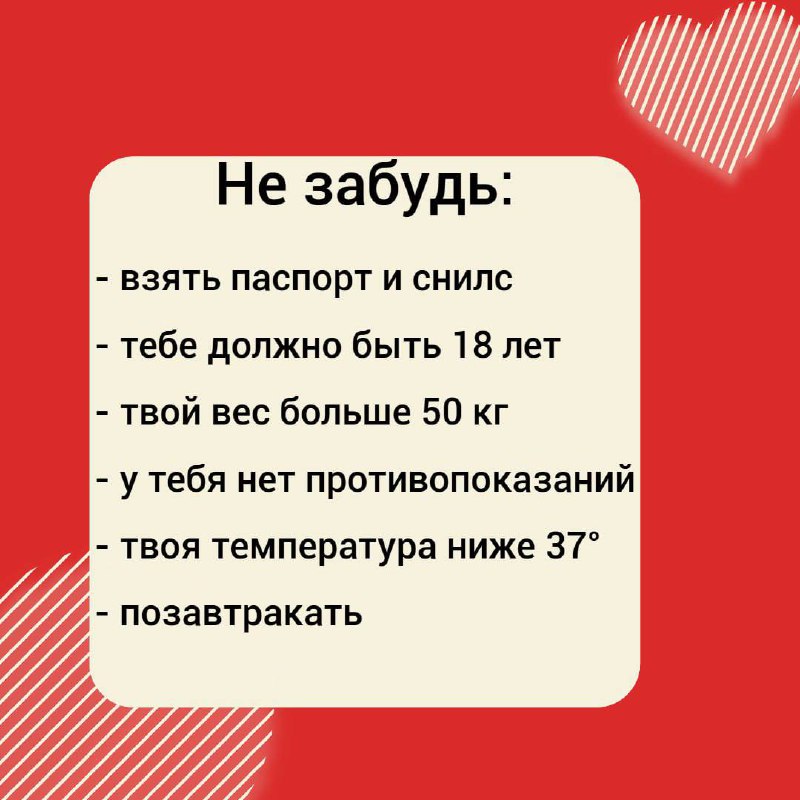 Не забудь:
- взять паспорт и снилс
- тебе должно быть 18 лет
- твой вес больше 50 кг
- у тебя нет противопоказаний
- твоя температура ниже 37°
- позавтракать